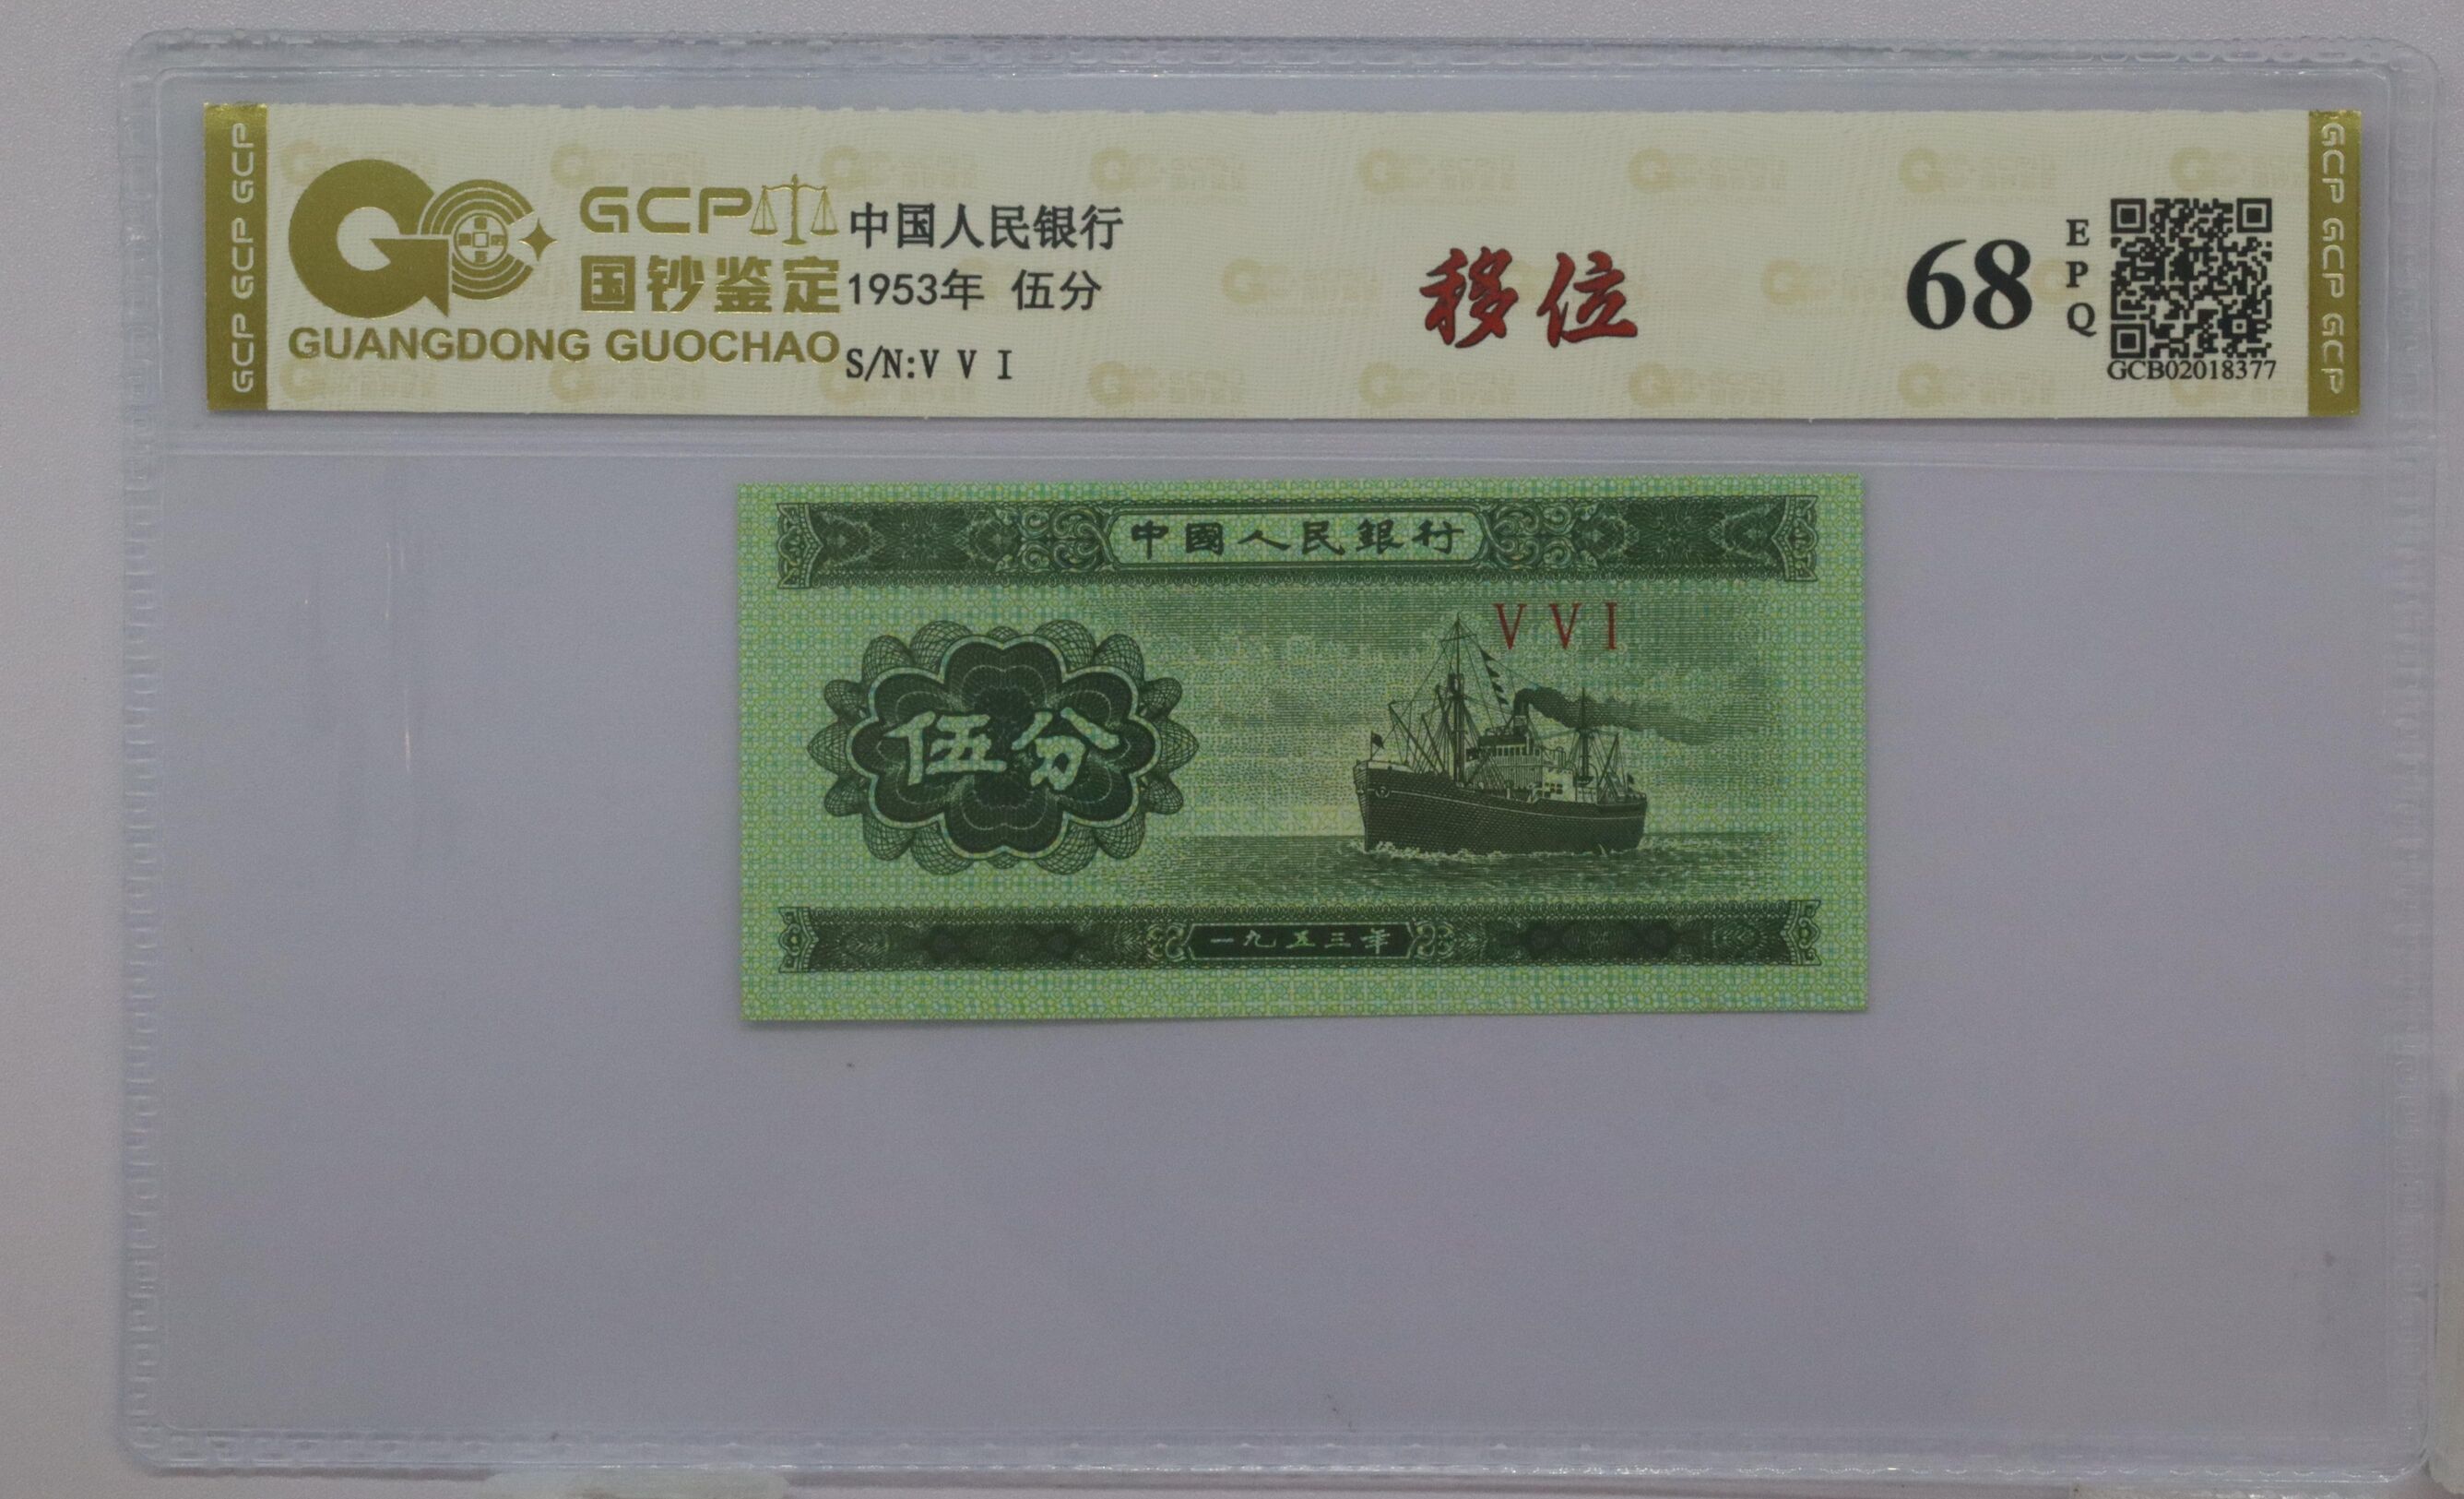 GCP GCP GCP
GCP
国钞鉴定
GUANGDONG GUOCHAO
中国人民银行
1953年 伍分
S/N:V V I
移位
68
EPQ
GCB02018377
GCP GCP GCP
中國人民銀行
V V I
伍分
一九五三年